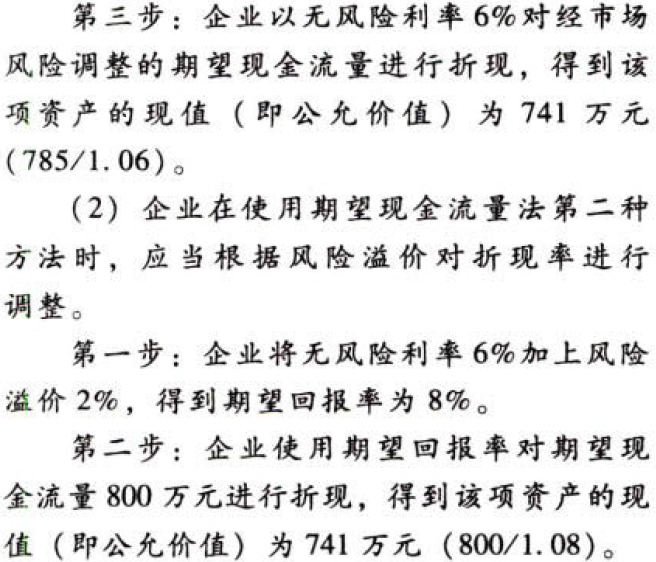 第三步：企业以无风险利率6%对经市场
风险调整的期望现金流量进行折现，得到该
项资产的现值（即公允价值）为 741 万元
(785/1.06)。
(2) 企业在使用期望现金流量法第二种
方法时，应当根据风险溢价对折现率进行
调整。
第一步：企业将无风险利率6%加上风险
溢价2%，得到期望回报率为8%。
第二步：企业使用期望回报率对期望现
金流量800万元进行折现，得到该项资产的现
值（即公允价值）为741万元（800/1.08)。